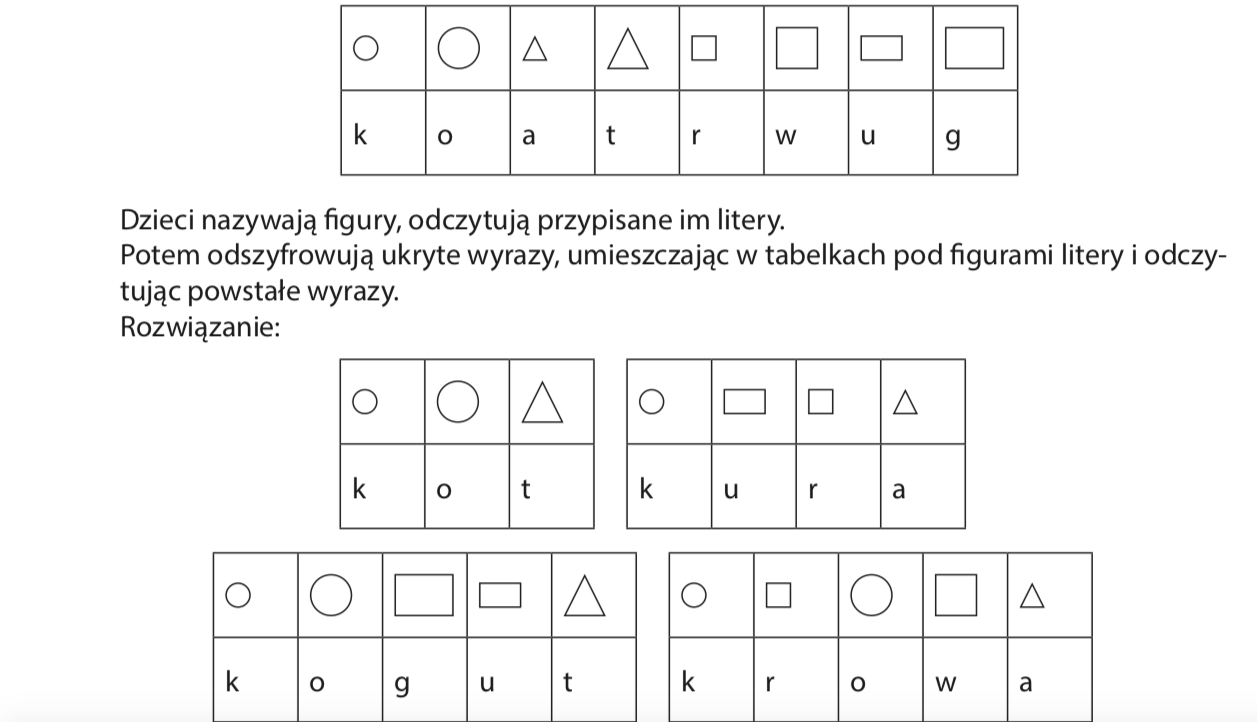 k o a t r w u g
Dzieci nazywają figury, odczytują przypisane im litery.
Potem odszyfrowują ukryte wyrazy, umieszczając w tabelkach pod figurami litery i odczy-
tując powstałe wyrazy.
Rozwiązanie:
k o t k u r a
k o g u t k r o w a